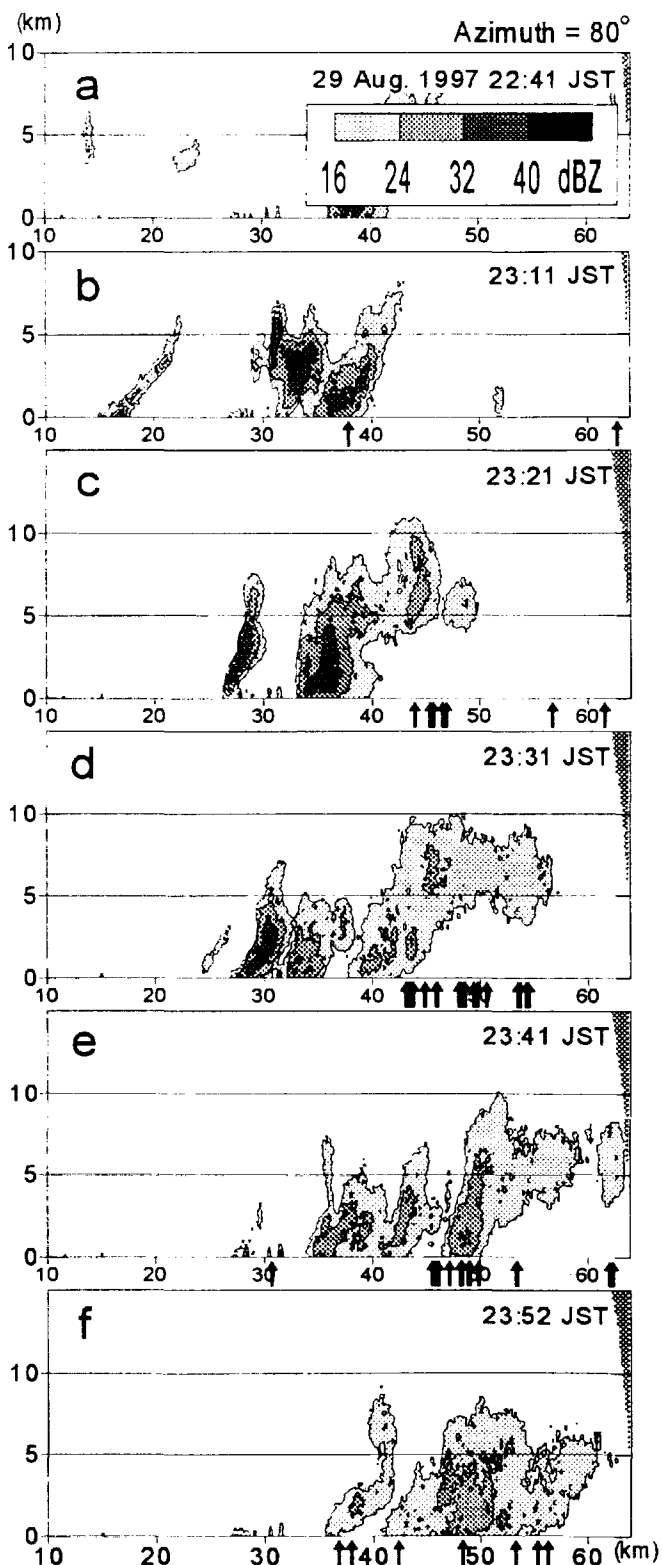 (km)
Azimuth = 80°
10
a
29 Aug. 1997 22:41 JST
5
16 24 32 40 dBZ
0
10 20 30 40 50 60
10
b
23:11 JST
5
0
10 20 30 40 50 60
c
23:21 JST
10
5
0
10 20 30 40 50 60
d
23:31 JST
10
5
0
10 20 30 40 50 60
e
23:41 JST
10
5
0
10 20 30 40 50 60
f
23:52 JST
10
5
0
10 20 30 40 50 60 (km)